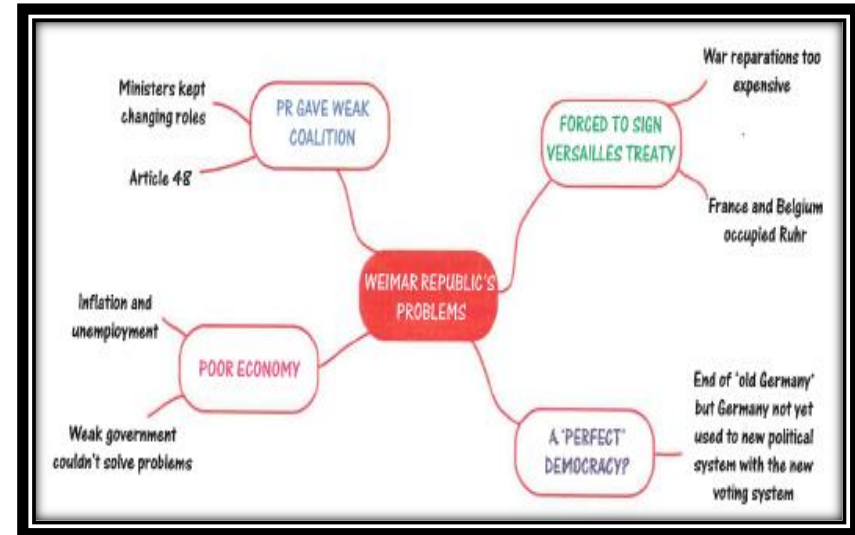 WEIMAR REPUBLIC'S
PROBLEMS
PR GAVE WEAK
COALITION
Ministers kept
changing roles
Article 48
FORCED TO SIGN
VERSAILLES TREATY
War reparations too
expensive
France and Belgium
occupied Ruhr
POOR ECONOMY
Inflation and
unemployment
Weak government
couldn't solve problems
A 'PERFECT'
DEMOCRACY?
End of 'old Germany'
but Germany not yet
used to new political
system with the new
voting system